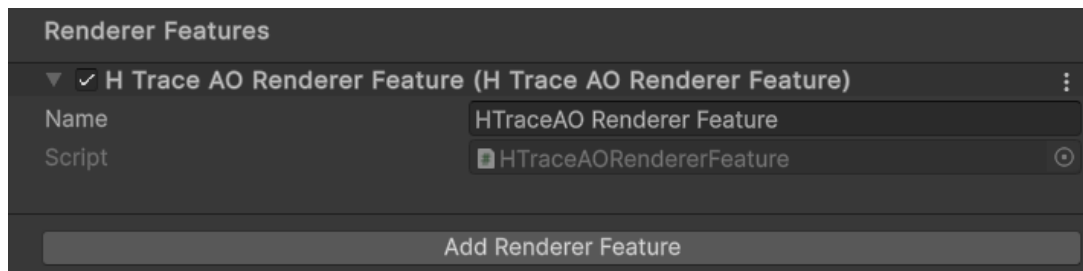 Renderer Features
H Trace AO Renderer Feature (H Trace AO Renderer Feature)
Name HTraceAO Renderer Feature
Script HTraceAORendererFeature
Add Renderer Feature